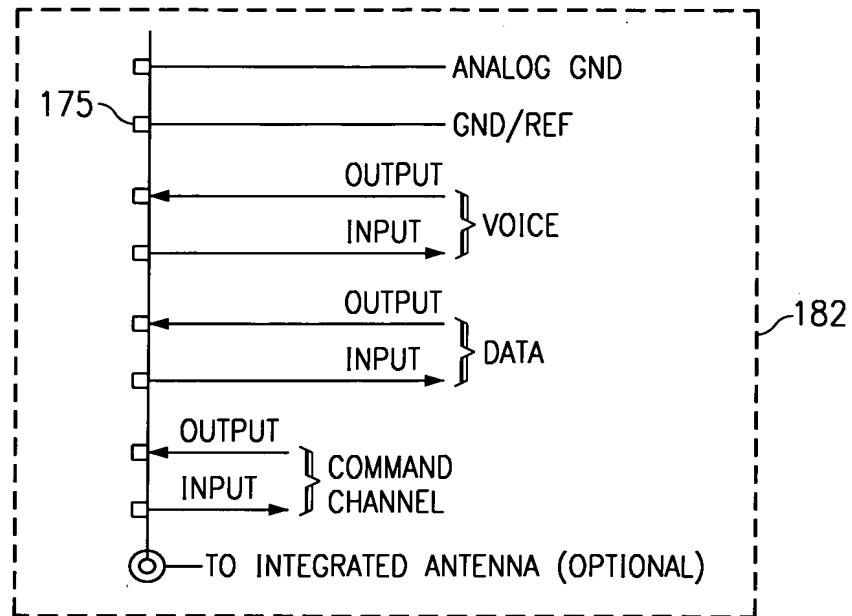 ANALOG GND
175
GND/REF
OUTPUT
VOICE
INPUT
OUTPUT
182
DATA
INPUT
OUTPUT
COMMAND
CHANNEL
INPUT
TO INTEGRATED ANTENNA (OPTIONAL)